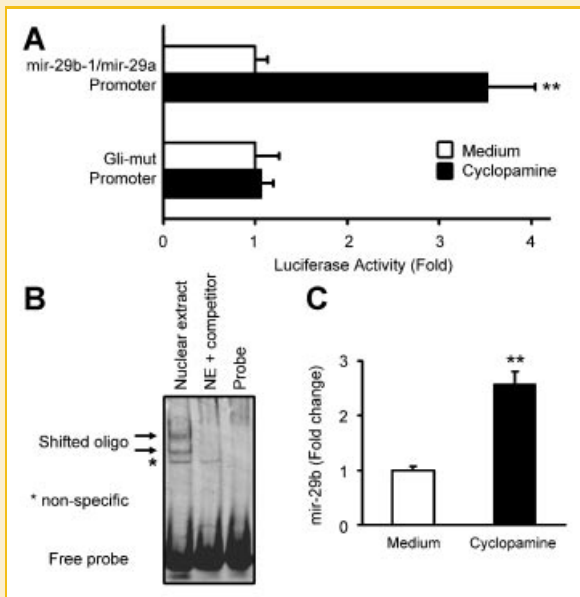 A
mir-29b-1/mir-29a
Promoter
**
Gli-mut
Promoter
Medium
Cyclopamine
0 1 2 3 4
Luciferase Activity (Fold)
B
Nuclear extract
NE + competitor
Probe
Shifted oligo
*
* non-specific
Free probe
C
mir-29b (Fold change)
3
2
1
0
**
Medium
Cyclopamine